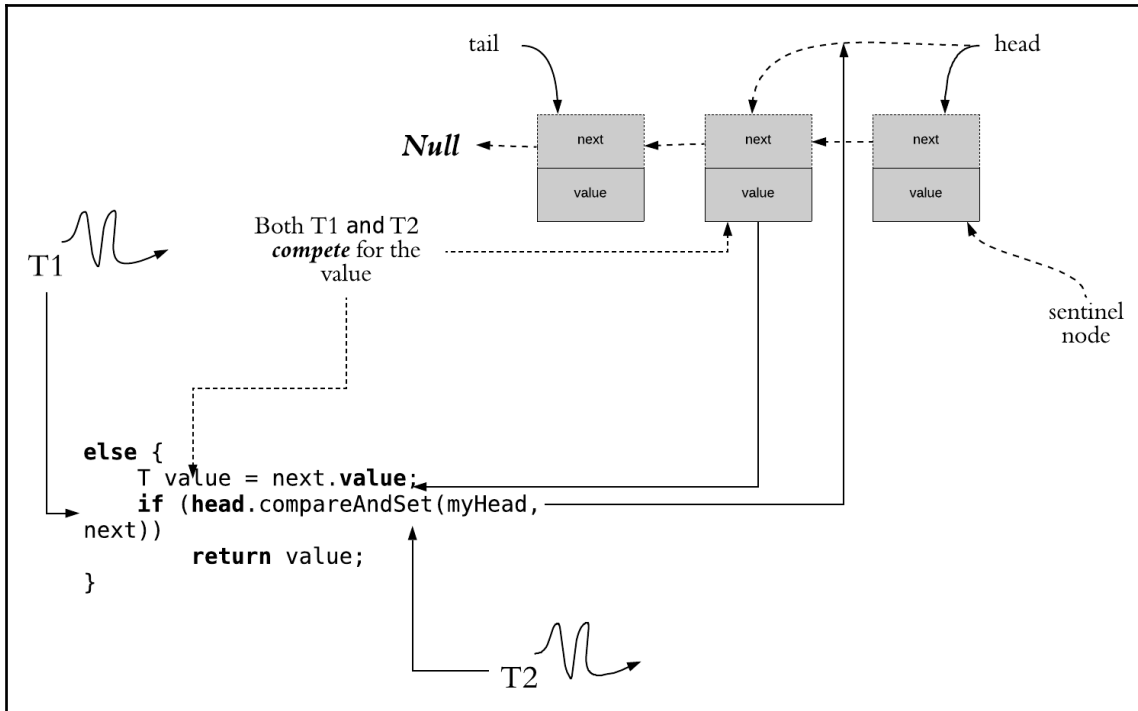 tail
head
Null
next
next
next
value
value
value
Both T1 and T2
compete for the
value
T1
sentinel
node
else {
    T value = next.value;
    if (head.compareAndSet(myHead,
next))
        return value;
}
T2